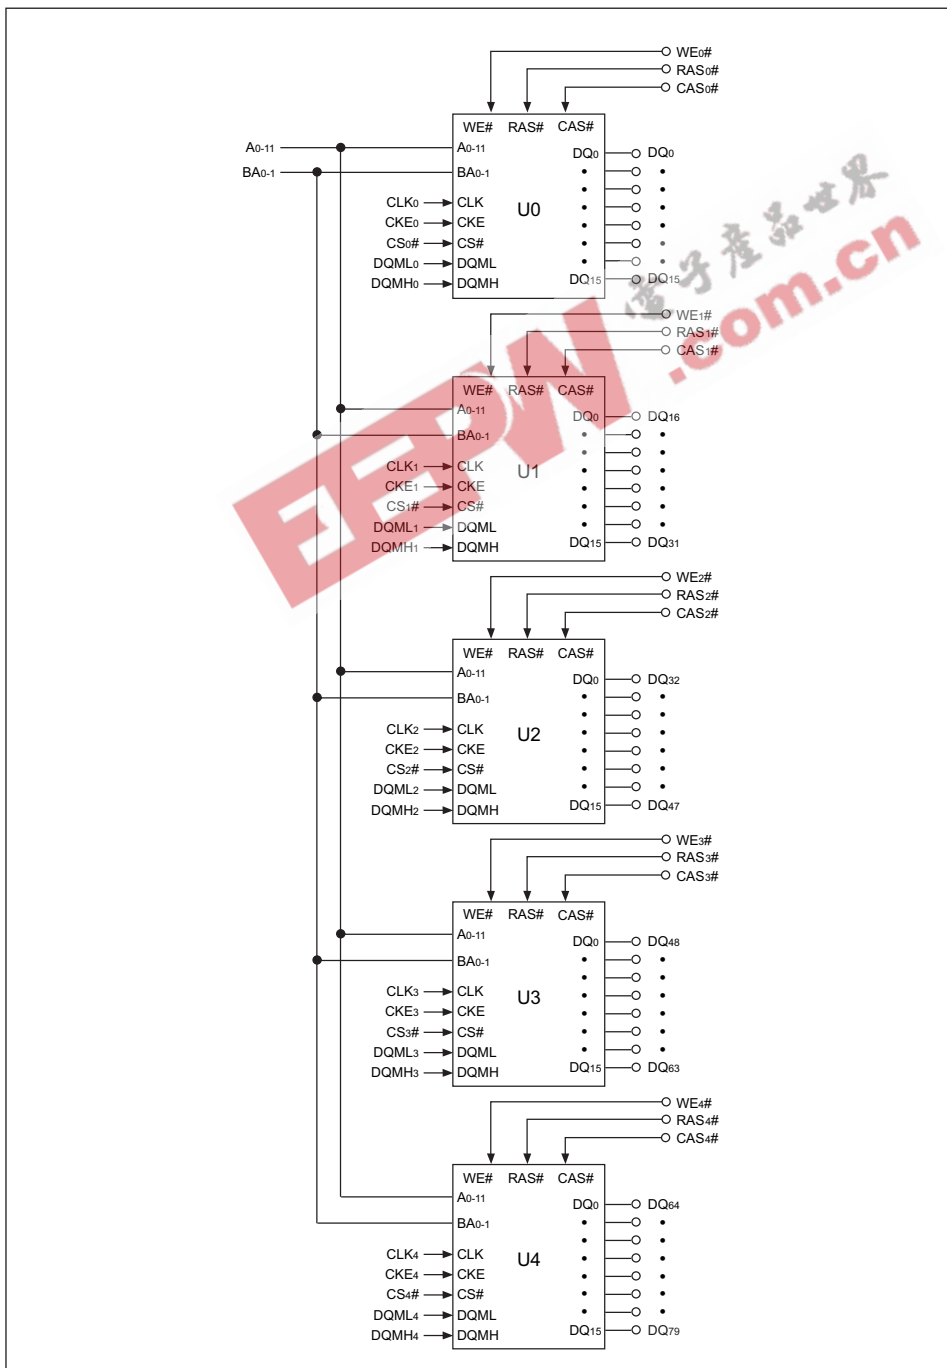 WE0#
RAS0#
CAS0#
WE# RAS# CAS#
A0-11 A0-11 DQ0 DQ0
BA0-1 BA0-1
CLK0 CLK
U0
CKE0 CKE
CS0# CS#
DQML0 DQML
DQMH0 DQMH DQ15 DQ15
WE1#
RAS1#
CAS1#
WE# RAS# CAS#
A0-11 DQ0 DQ16
BA0-1
CLK1 CLK
U1
CKE1 CKE
CS1# CS#
DQML1 DQML
DQMH1 DQMH DQ15 DQ31
WE2#
RAS2#
CAS2#
WE# RAS# CAS#
A0-11 DQ0 DQ32
BA0-1
CLK2 CLK
U2
CKE2 CKE
CS2# CS#
DQML2 DQML
DQMH2 DQMH DQ15 DQ47
WE3#
RAS3#
CAS3#
WE# RAS# CAS#
A0-11 DQ0 DQ48
BA0-1
CLK3 CLK
U3
CKE3 CKE
CS3# CS#
DQML3 DQML
DQMH3 DQMH DQ15 DQ63
WE4#
RAS4#
CAS4#
WE# RAS# CAS#
A0-11 DQ0 DQ64
BA0-1
CLK4 CLK
U4
CKE4 CKE
CS4# CS#
DQML4 DQML
DQMH4 DQMH DQ15 DQ79
EEPW.com.cn
電子產品世界